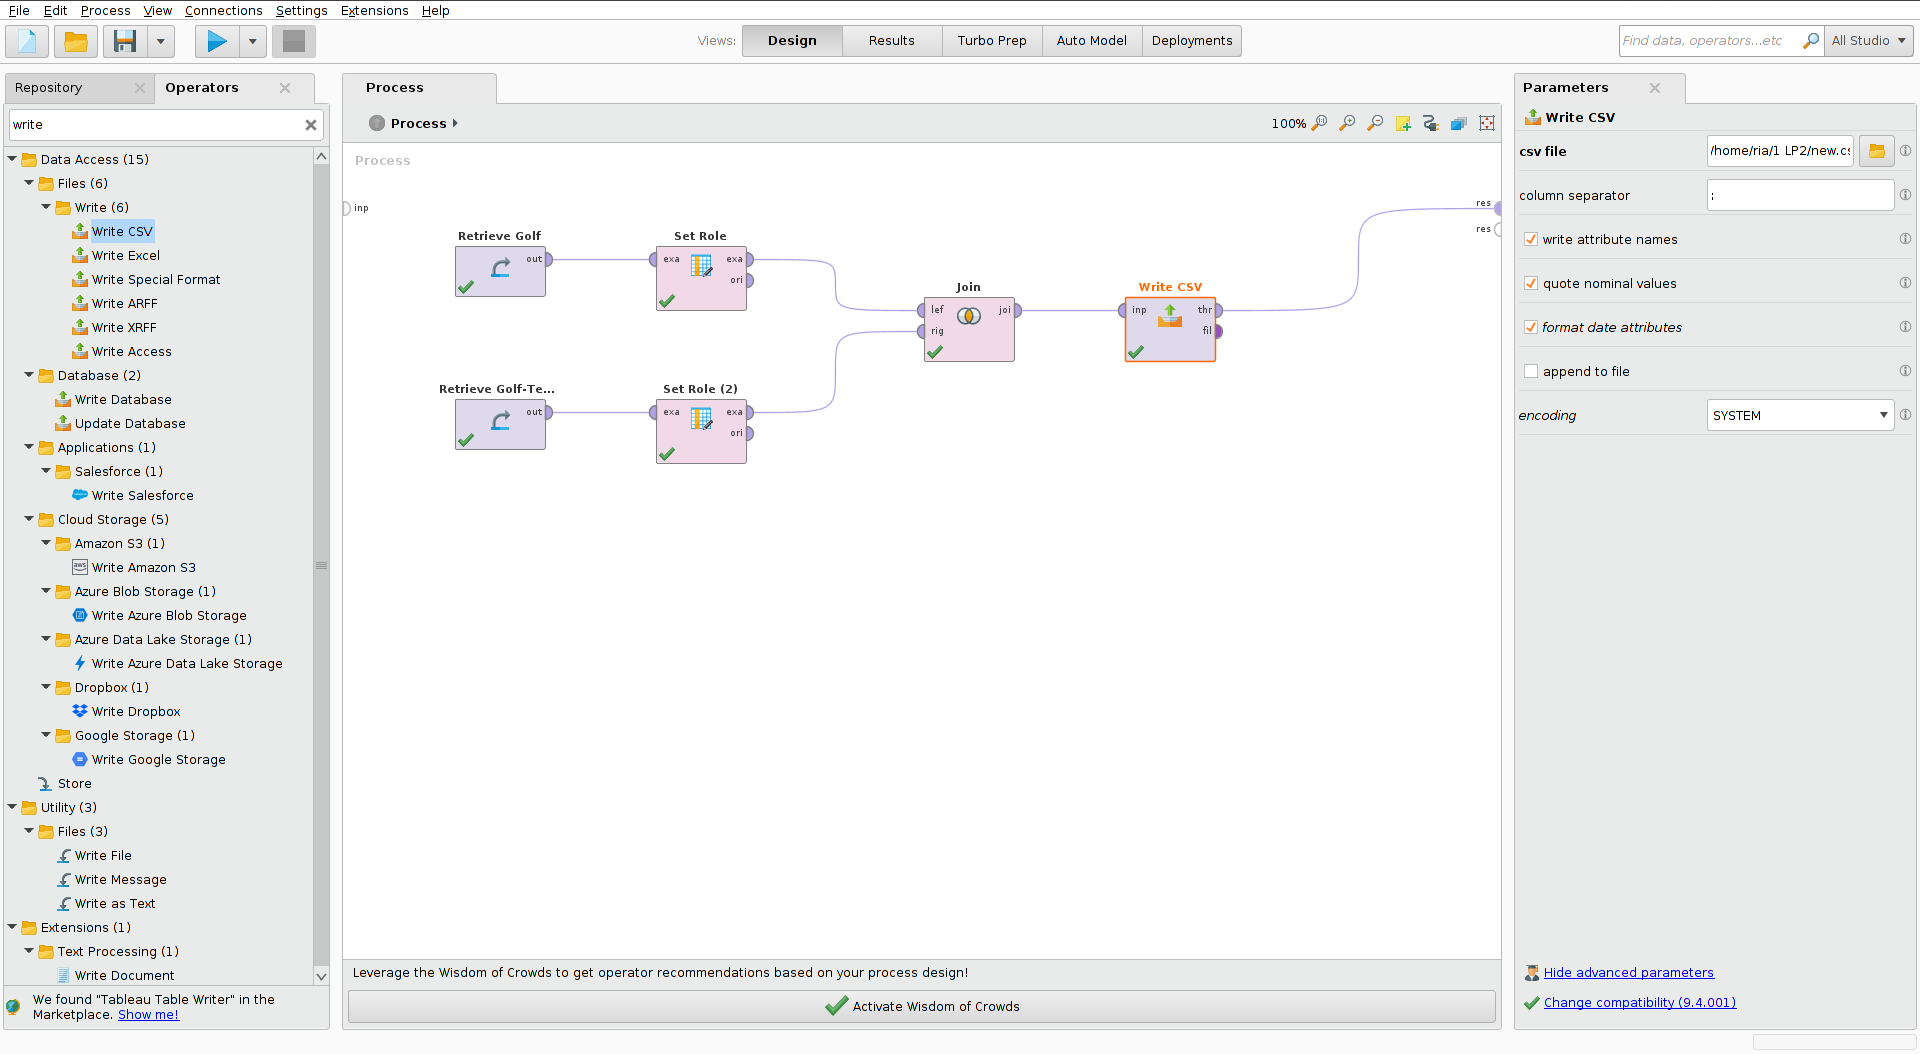 File Edit Process View Connections Settings Extensions Help
Views: Design Results Turbo Prep Auto Model Deployments
Find data, operators...etc All Studio
Repository Operators
write
Data Access (15)
Files (6)
Write (6)
Write CSV
Write Excel
Write Special Format
Write ARFF
Write XRFF
Write Access
Database (2)
Write Database
Update Database
Applications (1)
Salesforce (1)
Write Salesforce
Cloud Storage (5)
Amazon S3 (1)
aws Write Amazon S3
Azure Blob Storage (1)
Write Azure Blob Storage
Azure Data Lake Storage (1)
Write Azure Data Lake Storage
Dropbox (1)
Write Dropbox
Google Storage (1)
Write Google Storage
Store
Utility (3)
Files (3)
Write File
Write Message
Write as Text
Extensions (1)
Text Processing (1)
Write Document
We found "Tableau Table Writer" in the
Marketplace. Show me!
Process
Process
100%
Process
inp
res
res
Retrieve Golf
out
Set Role
exa exa
ori
Join
lef joi
rig
Write CSV
inp thr
fil
Retrieve Golf-Te...
out
Set Role (2)
exa exa
ori
Leverage the Wisdom of Crowds to get operator recommendations based on your process design!
Activate Wisdom of Crowds
Parameters
Write CSV
csv file /home/ria/1 LP2/new.cs
column separator ;
write attribute names
quote nominal values
format date attributes
append to file
encoding SYSTEM
Hide advanced parameters
Change compatibility (9.4.001)